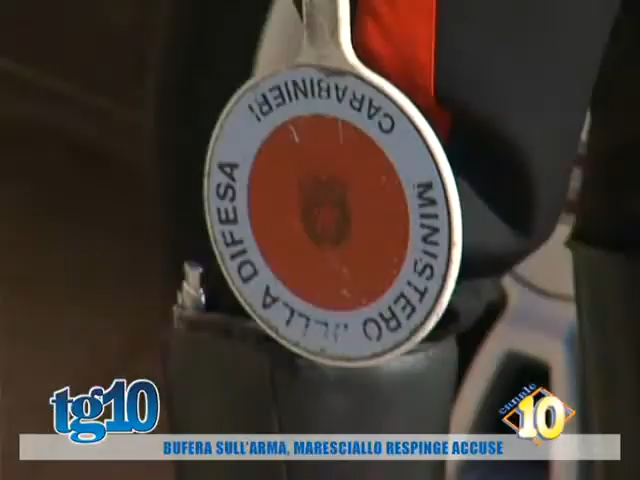 CARABINIERI
MINISTERO DELLA DIFESA
tg10
canale 10
BUFERA SULL'ARMA, MARESCIALLO RESPINGE ACCUSE